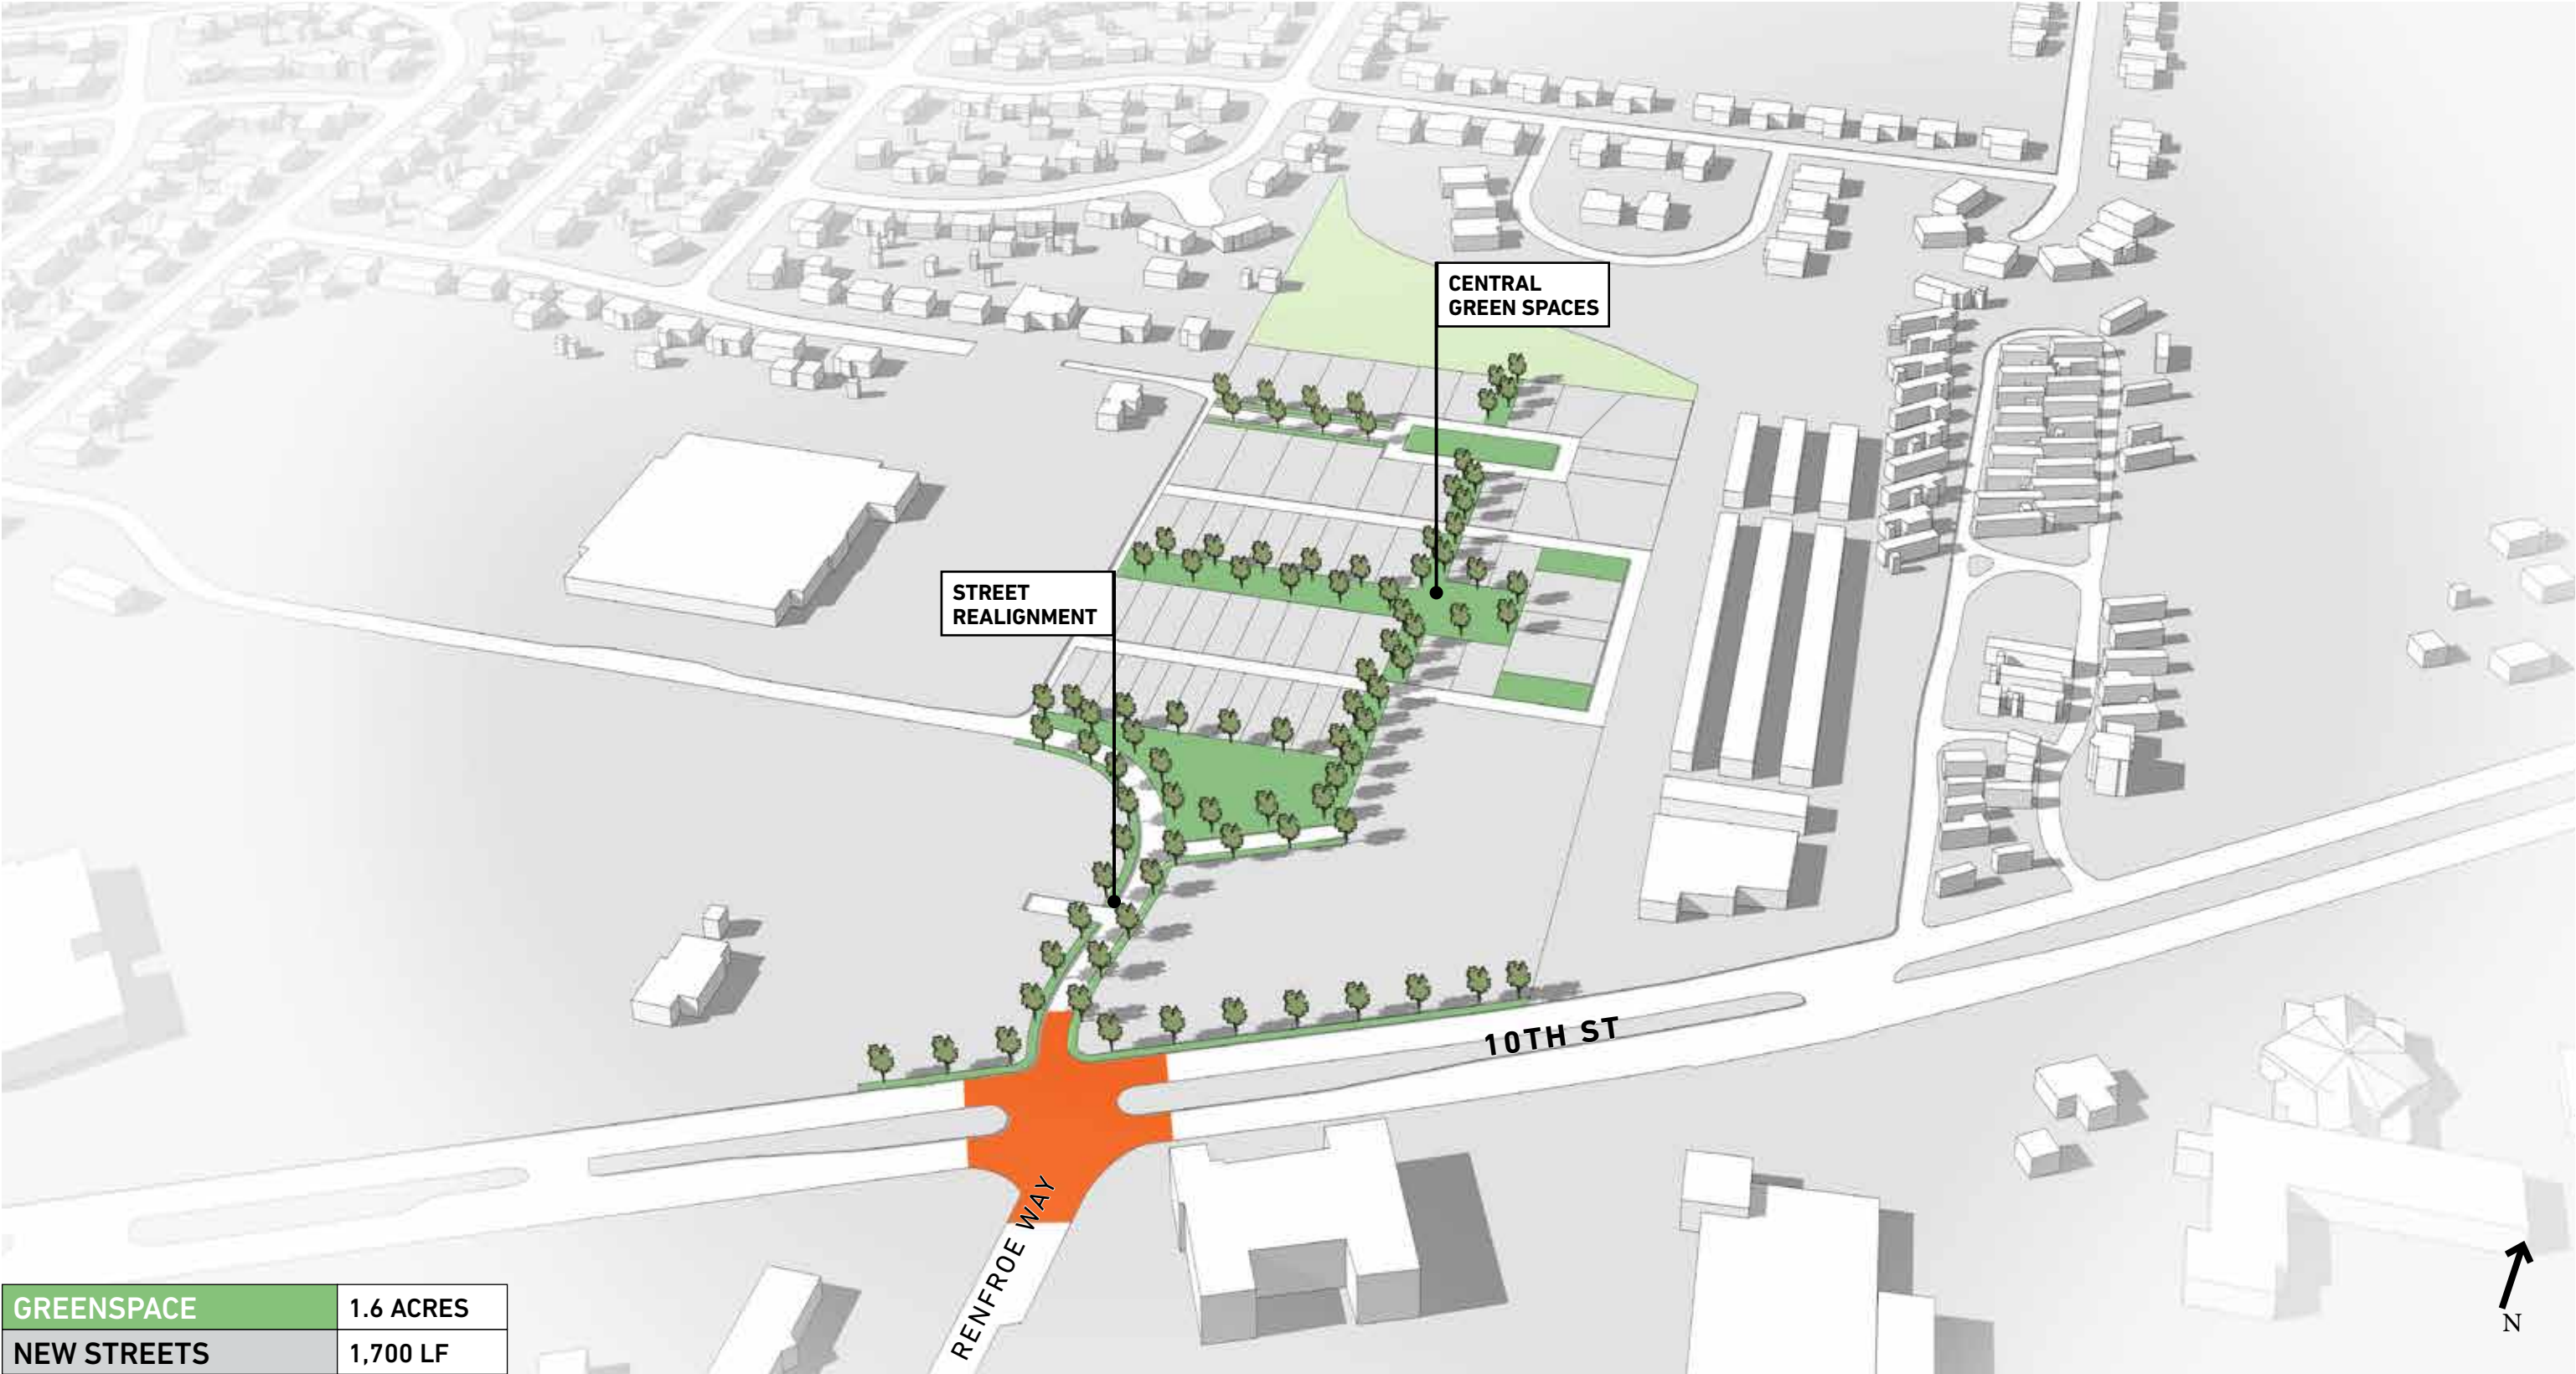 CENTRAL
GREEN SPACES
STREET
REALIGNMENT
10TH ST
RENFROE WAY
GREENSPACE 1.6 ACRES
NEW STREETS 1,700 LF
N